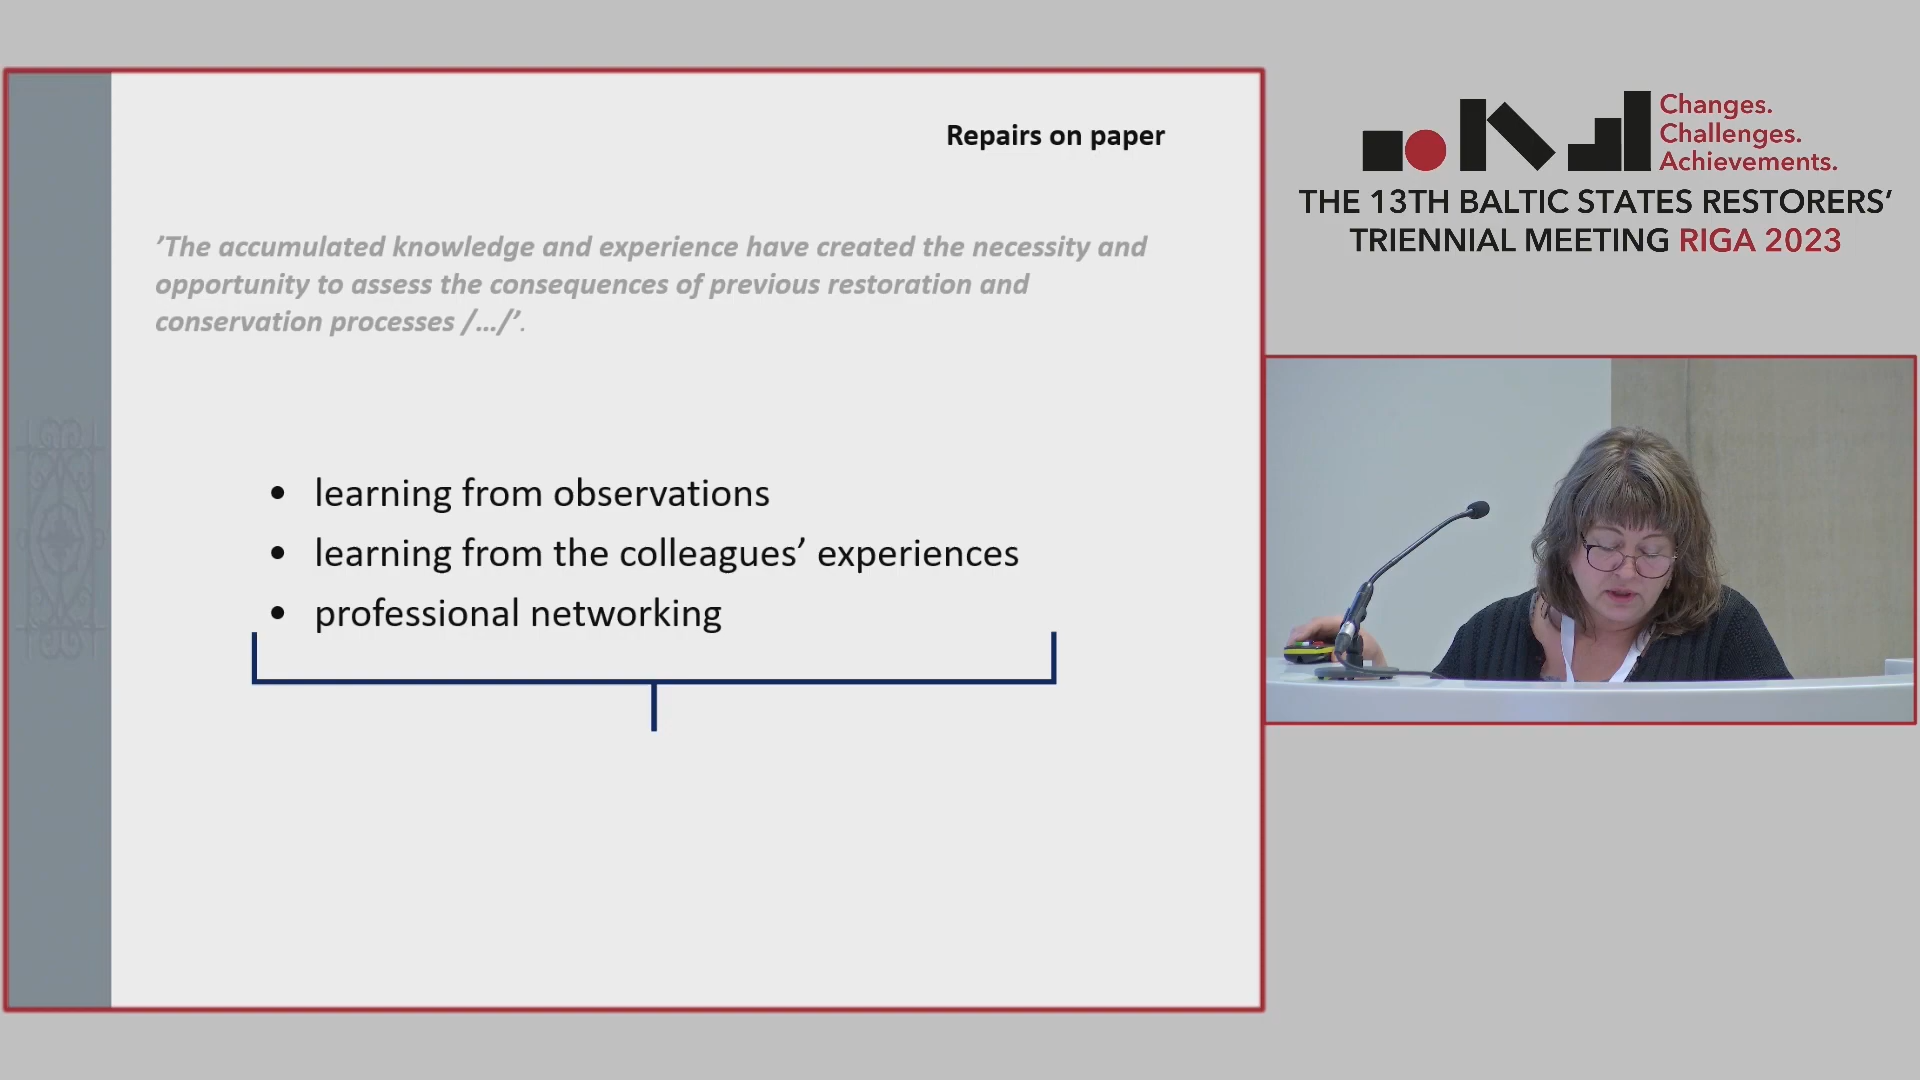 Repairs on paper
’The accumulated knowledge and experience have created the necessity and
opportunity to assess the consequences of previous restoration and
conservation processes /…/’.
• learning from observations
• learning from the colleagues’ experiences
• professional networking
Changes.
Challenges.
Achievements.
THE 13TH BALTIC STATES RESTORERS’
TRIENNIAL MEETING RIGA 2023